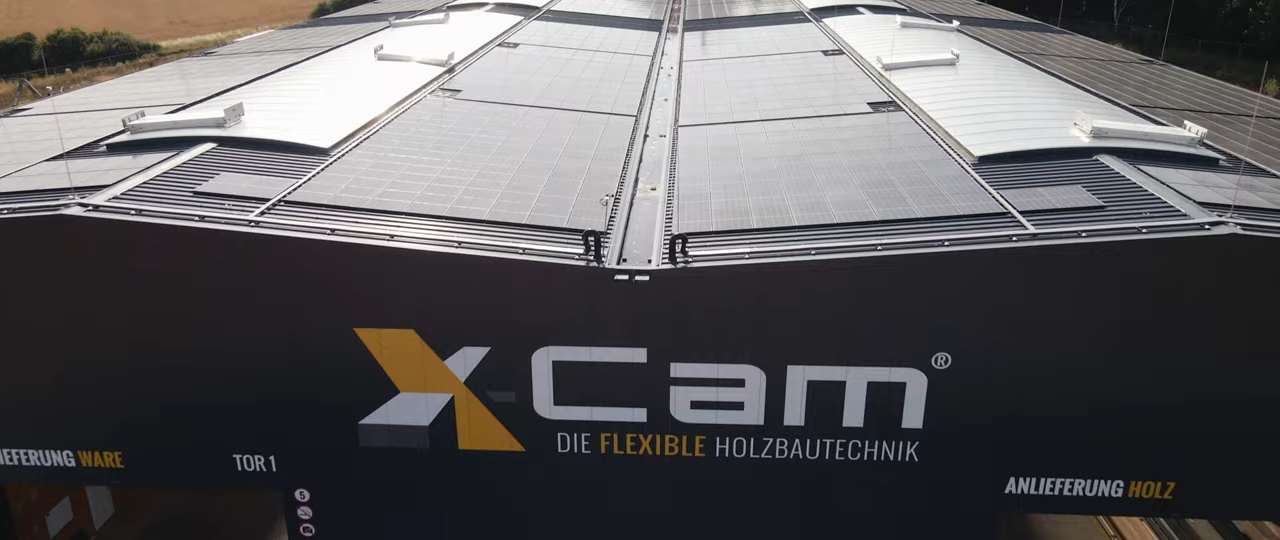 X-Cam®
DIE FLEXIBLE HOLZBAUTECHNIK
IEFERUNG WARE
TOR 1
ANLIEFERUNG HOLZ
5